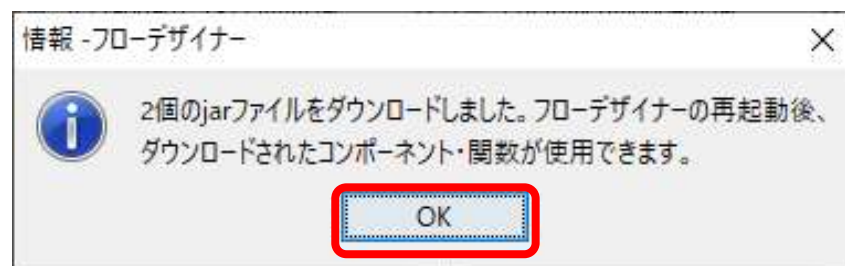 情報 -フローデザイナー
2個のjarファイルをダウンロードしました。フローデザイナーの再起動後、
ダウンロードされたコンポーネント・関数が使用できます。
OK